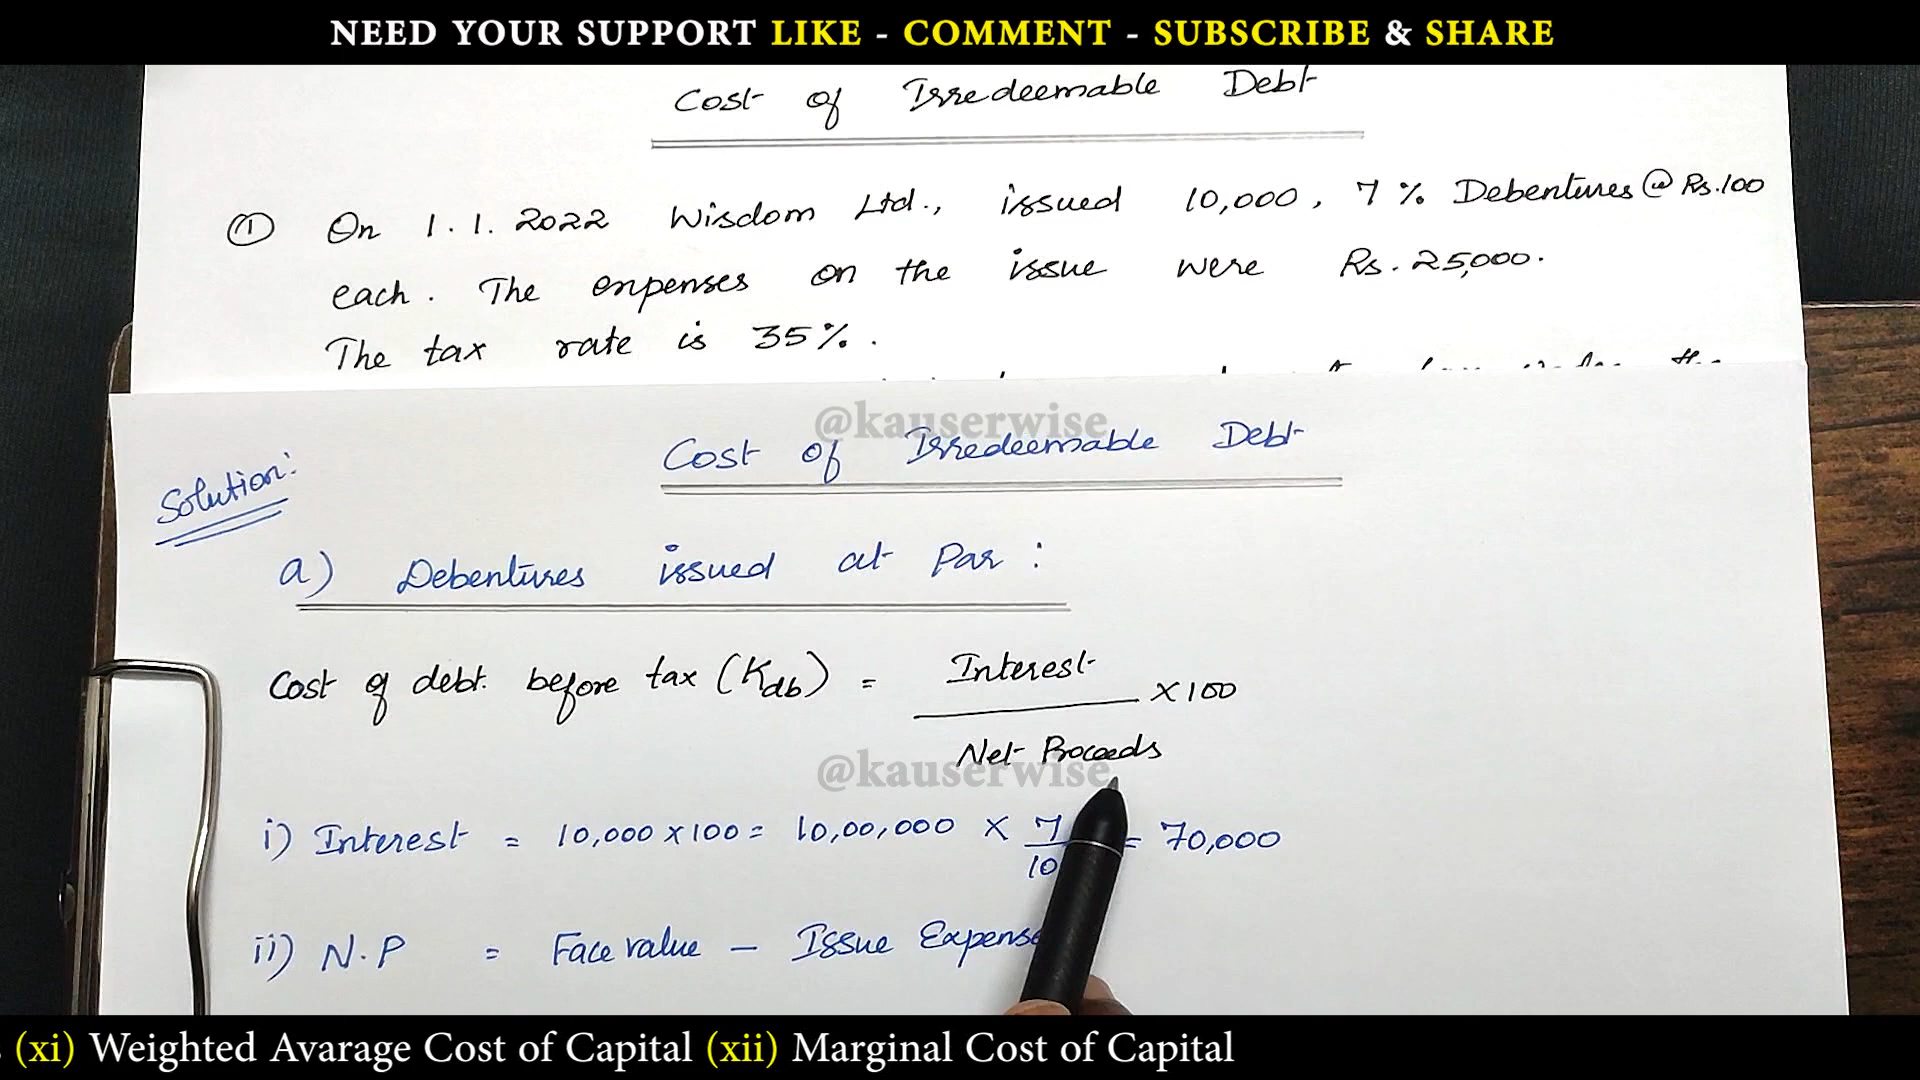 NEED YOUR SUPPORT LIKE - COMMENT - SUBSCRIBE & SHARE
Cost of Irredeemable Debt
① On 1.1.2022 Wisdom Ltd., issued 10,000, 7% Debentures @ Rs.100
each. The expenses on the issue were Rs.25,000.
The tax rate is 35%.
@kauserwise
Solution:
Cost of Irredeemable Debt
a) Debentures issued at Par:
Cost of debt before tax (Kdb) = Interest / Net Proceeds X 100
@kauserwise
i) Interest = 10,000 x 100 = 10,00,000 X 7/10 = 70,000
ii) N.P = Face value - Issue Expense
(xi) Weighted Avarage Cost of Capital (xii) Marginal Cost of Capital